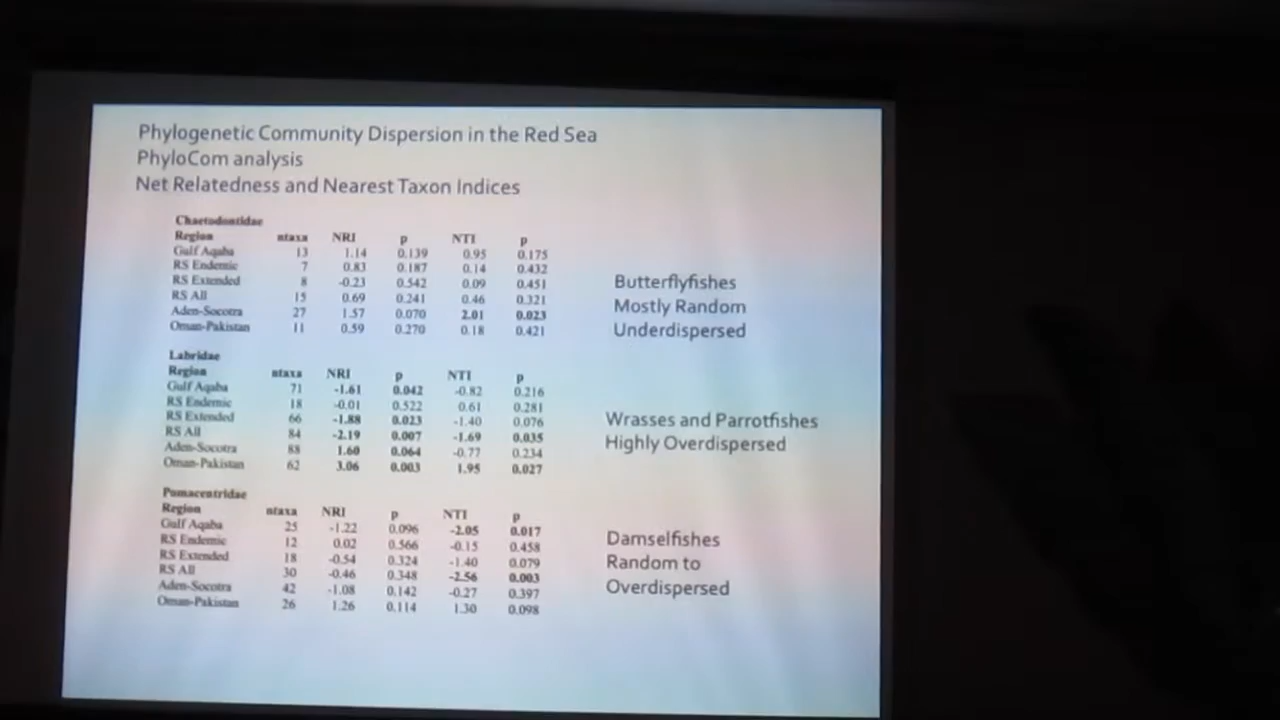 Phylogenetic Community Dispersion in the Red Sea
PhyloCom analysis
Net Relatedness and Nearest Taxon Indices
Chaetodontidae
Region ntaxa NRI p NTI p
Gulf Aqaba 13 1.14 0.139 0.95 0.175
RS Endemic 7 0.83 0.187 0.14 0.432
RS Extended 8 -0.23 0.542 0.09 0.451
RS All 15 0.69 0.241 0.46 0.321
Aden-Socotra 27 1.57 0.070 2.01 0.023
Oman-Pakistan 11 0.59 0.270 0.18 0.421
Butterflyfishes
Mostly Random
Underdispersed
Labridae
Region ntaxa NRI p NTI p
Gulf Aqaba 71 -1.61 0.042 -0.82 0.216
RS Endemic 18 -0.01 0.522 0.61 0.281
RS Extended 66 -1.88 0.023 -1.40 0.076
RS All 84 -2.19 0.007 -1.69 0.035
Aden-Socotra 88 1.60 0.064 -0.77 0.234
Oman-Pakistan 62 3.06 0.003 1.95 0.027
Wrasses and Parrotfishes
Highly Overdispersed
Pomacentridae
Region ntaxa NRI p NTI p
Gulf Aqaba 25 -1.22 0.096 -2.05 0.017
RS Endemic 12 0.02 0.566 -0.15 0.458
RS Extended 18 -0.54 0.324 -1.40 0.079
RS All 30 -0.46 0.348 -2.56 0.003
Aden-Socotra 42 -1.08 0.142 -0.27 0.397
Oman-Pakistan 26 1.26 0.114 1.30 0.098
Damselfishes
Random to
Overdispersed